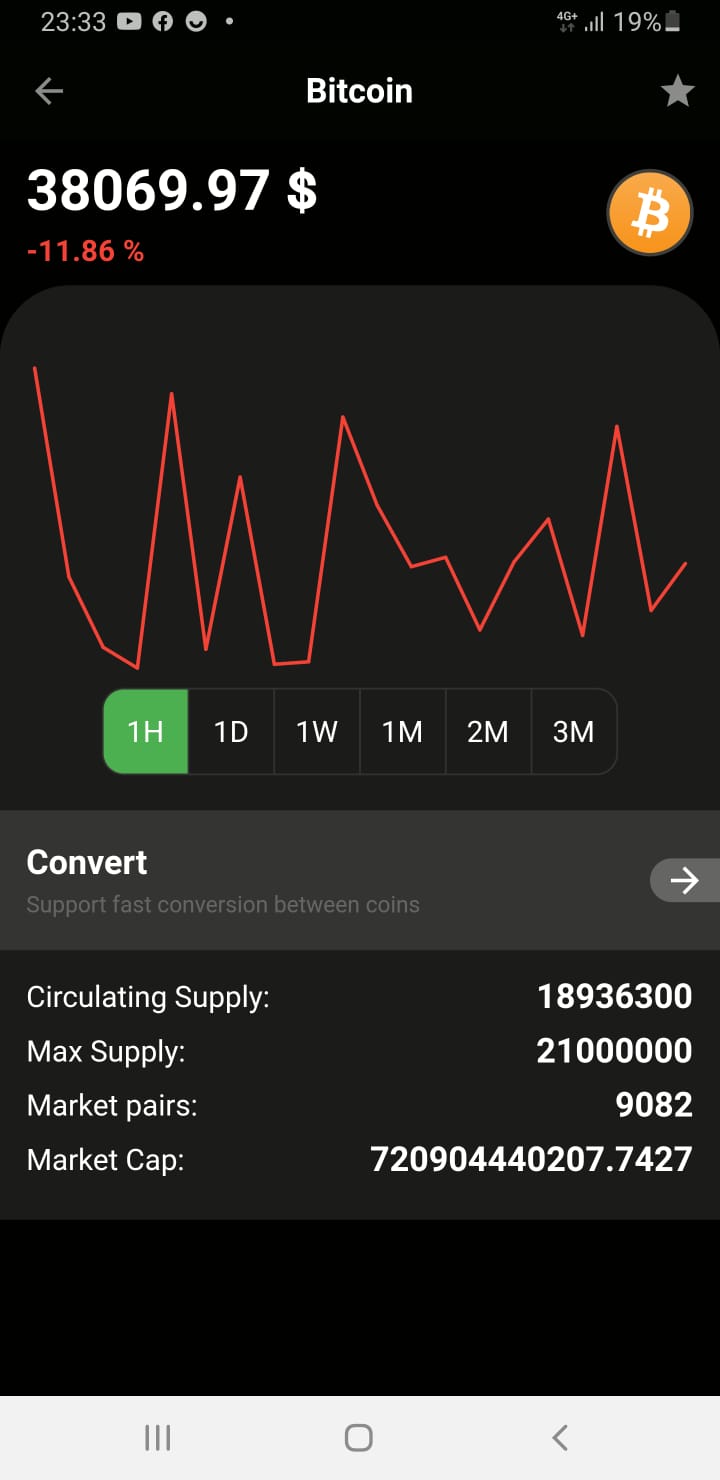 23:33 4G+ 19%
Bitcoin
38069.97 $
-11.86 %
1H 1D 1W 1M 2M 3M
Convert
Support fast conversion between coins
Circulating Supply: 18936300
Max Supply: 21000000
Market pairs: 9082
Market Cap: 720904440207.7427